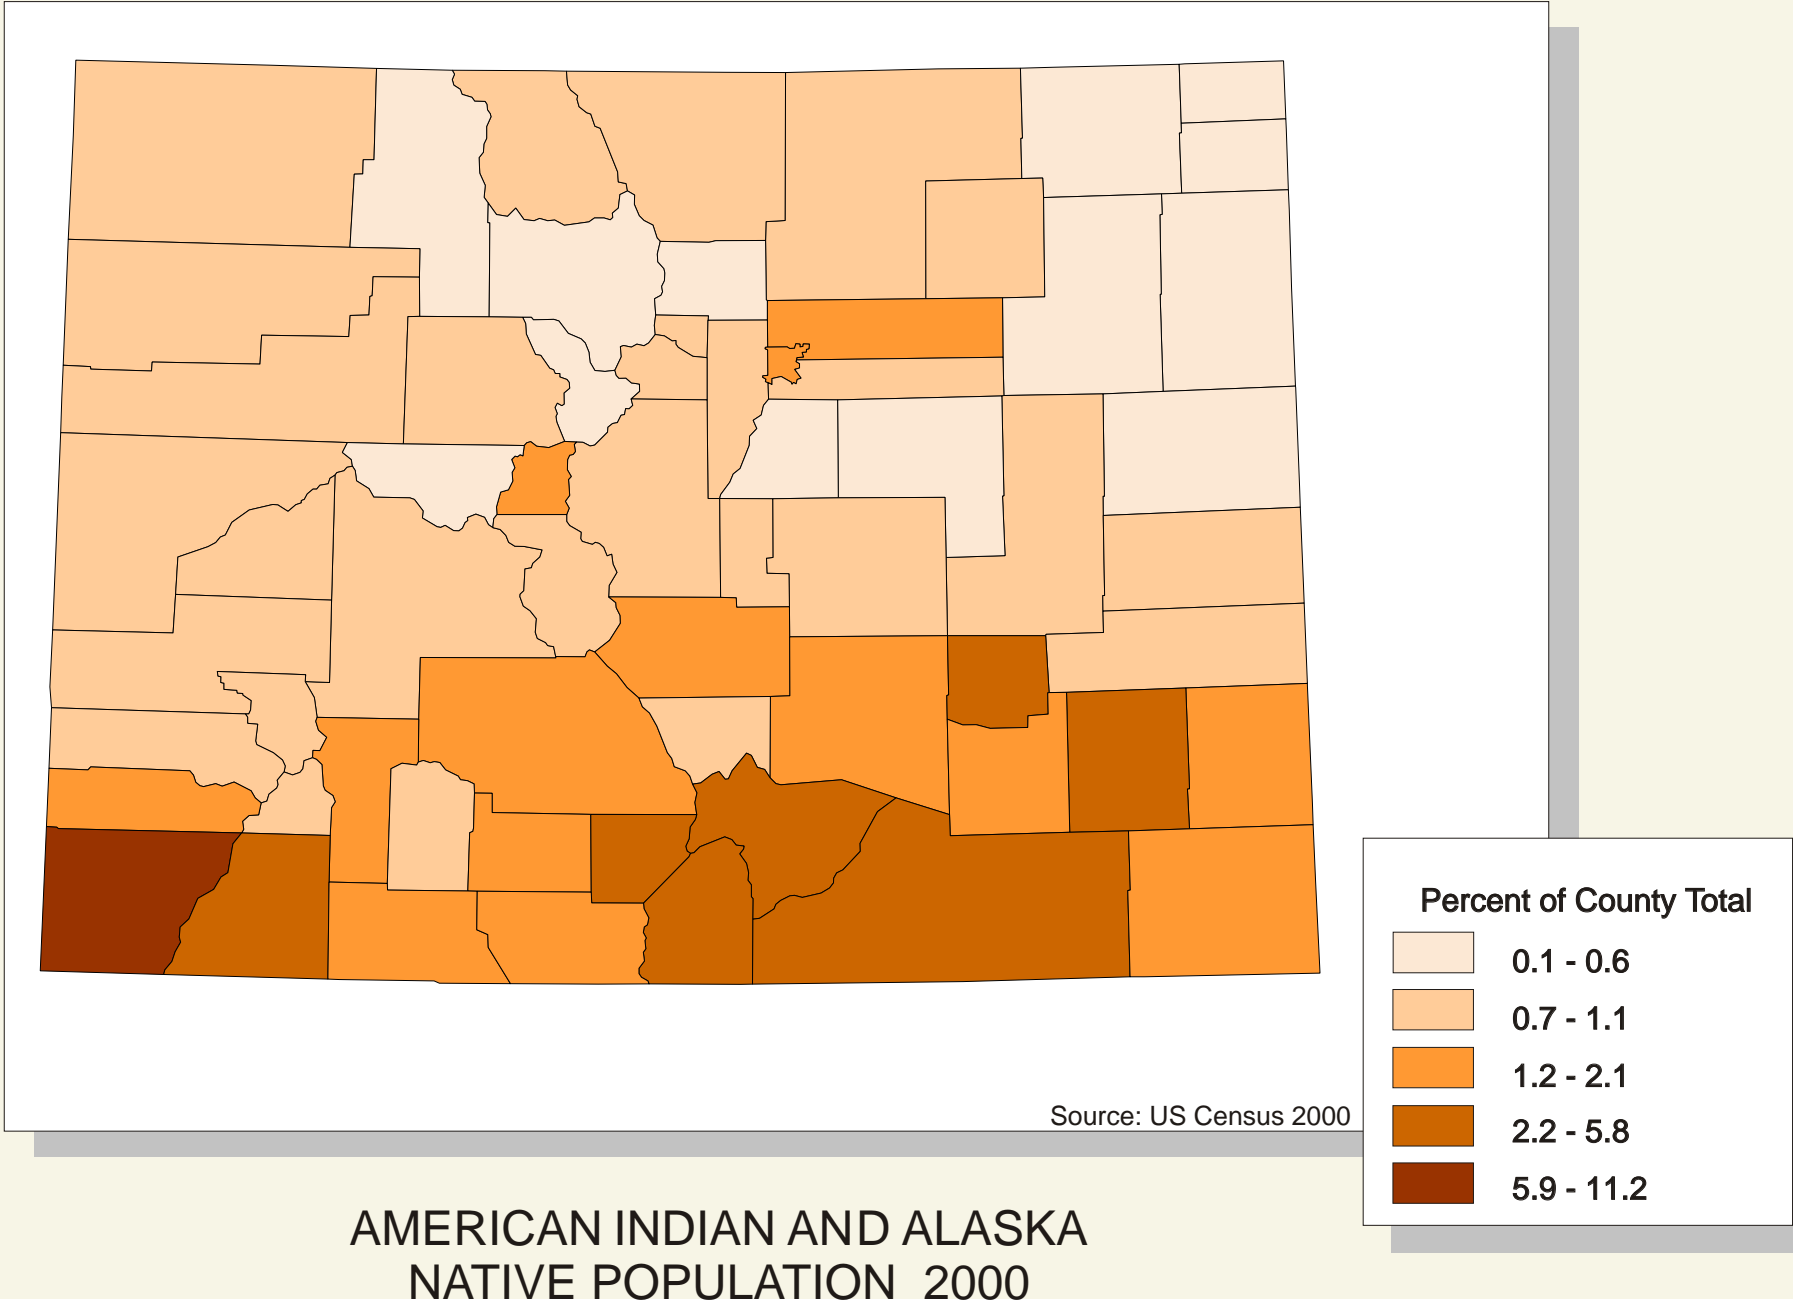 Percent of County Total
0.1 - 0.6
0.7 - 1.1
1.2 - 2.1
2.2 - 5.8
5.9 - 11.2
Source: US Census 2000
AMERICAN INDIAN AND ALASKA
NATIVE POPULATION 2000